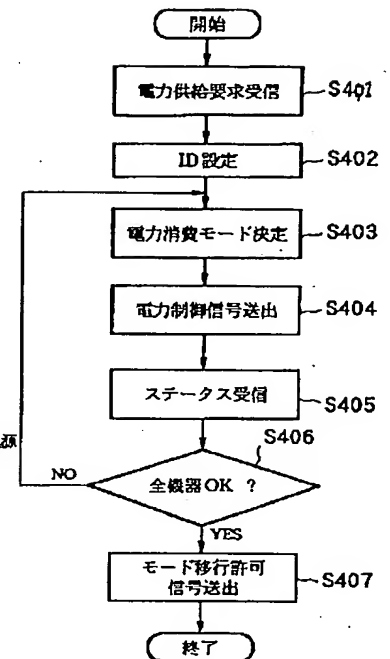 開始
電力供給要求受信
S401
ID設定
S402
電力消費モード決定
S403
電力制御信号送出
S404
ステータス受信
S405
S406
源
NO
全機器OK ?
YES
モード移行許可
信号送出
S407
終了